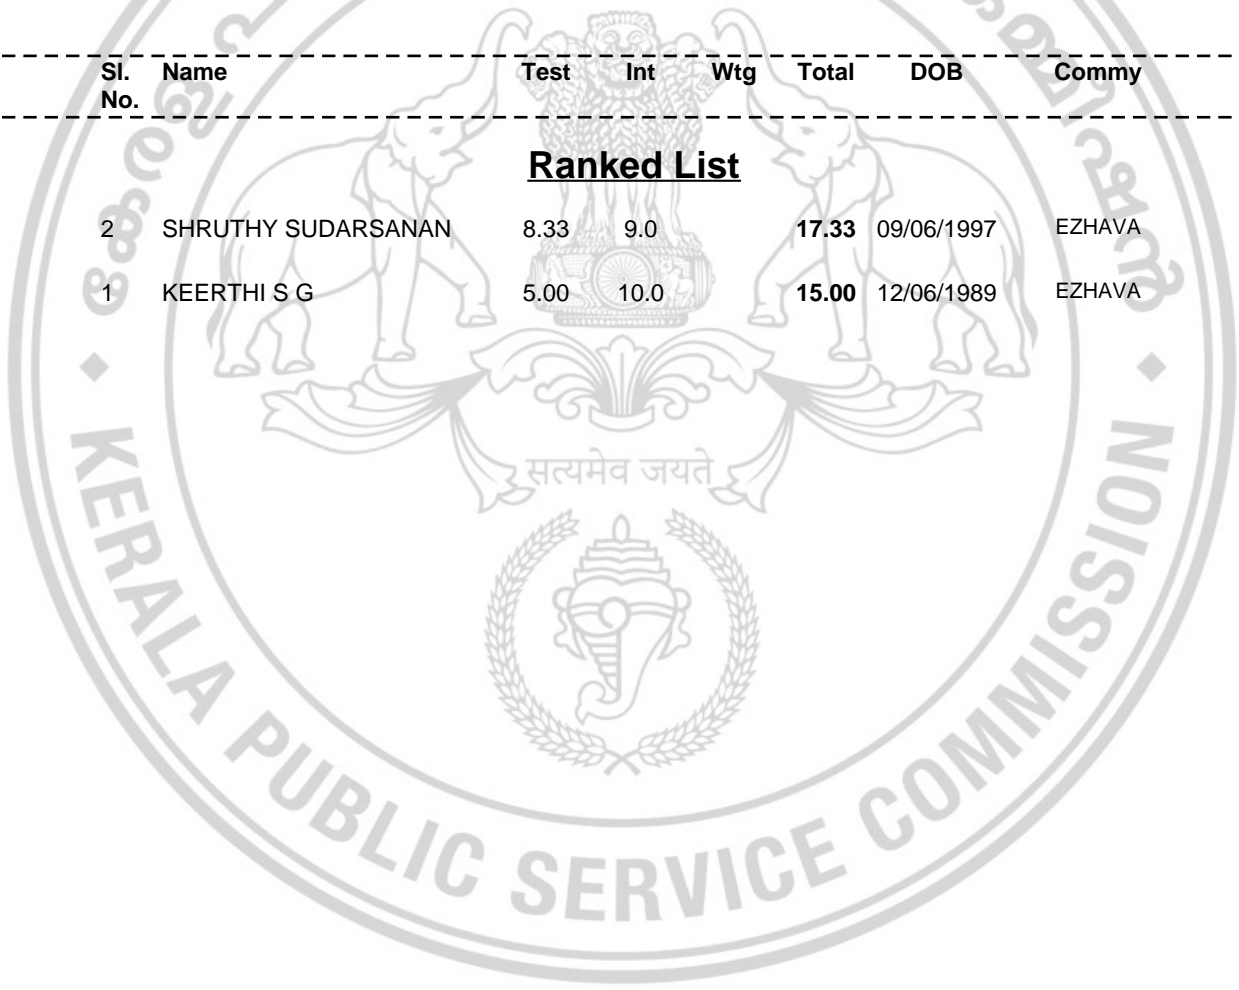 Sl. Name Test Int Wtg Total DOB Commy
No.
Ranked List
2 SHRUTHY SUDARSANAN 8.33 9.0 17.33 09/06/1997 EZHAVA
1 KEERTHI S G 5.00 10.0 15.00 12/06/1989 EZHAVA
सत्यमेव जयते
KERALA PUBLIC SERVICE COMMISSION